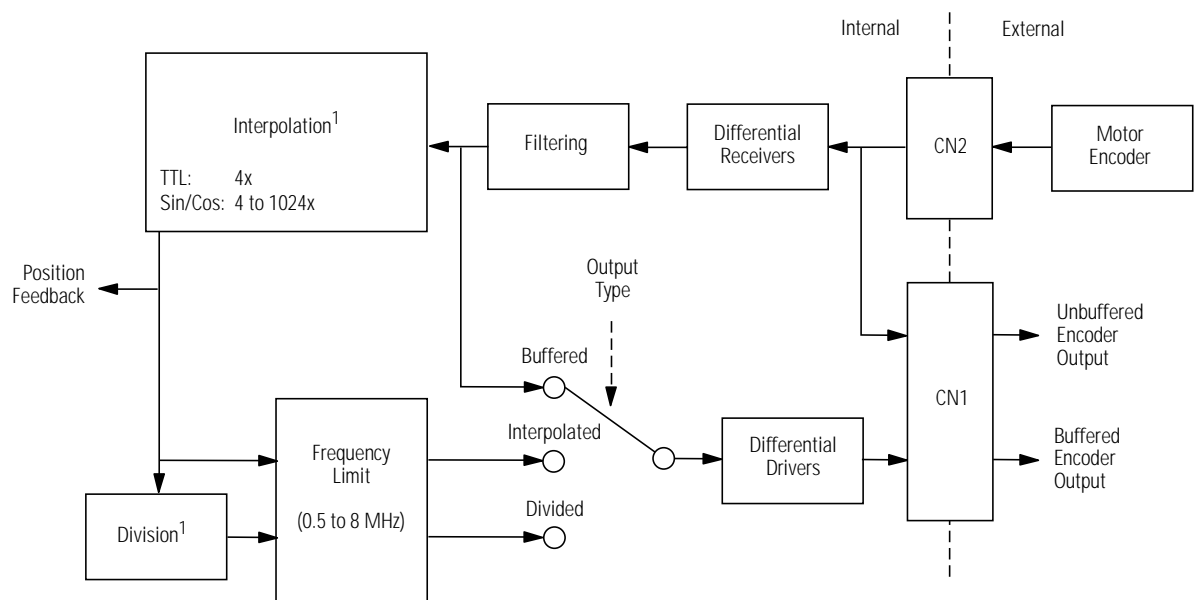 Internal
External
Interpolation1
TTL: 4x
Sin/Cos: 4 to 1024x
Filtering
Differential
Receivers
CN2
Motor
Encoder
Position
Feedback
Output
Type
Unbuffered
Encoder
Output
Buffered
CN1
Interpolated
Frequency
Limit
(0.5 to 8 MHz)
Differential
Drivers
Buffered
Encoder
Output
Divided
Division1